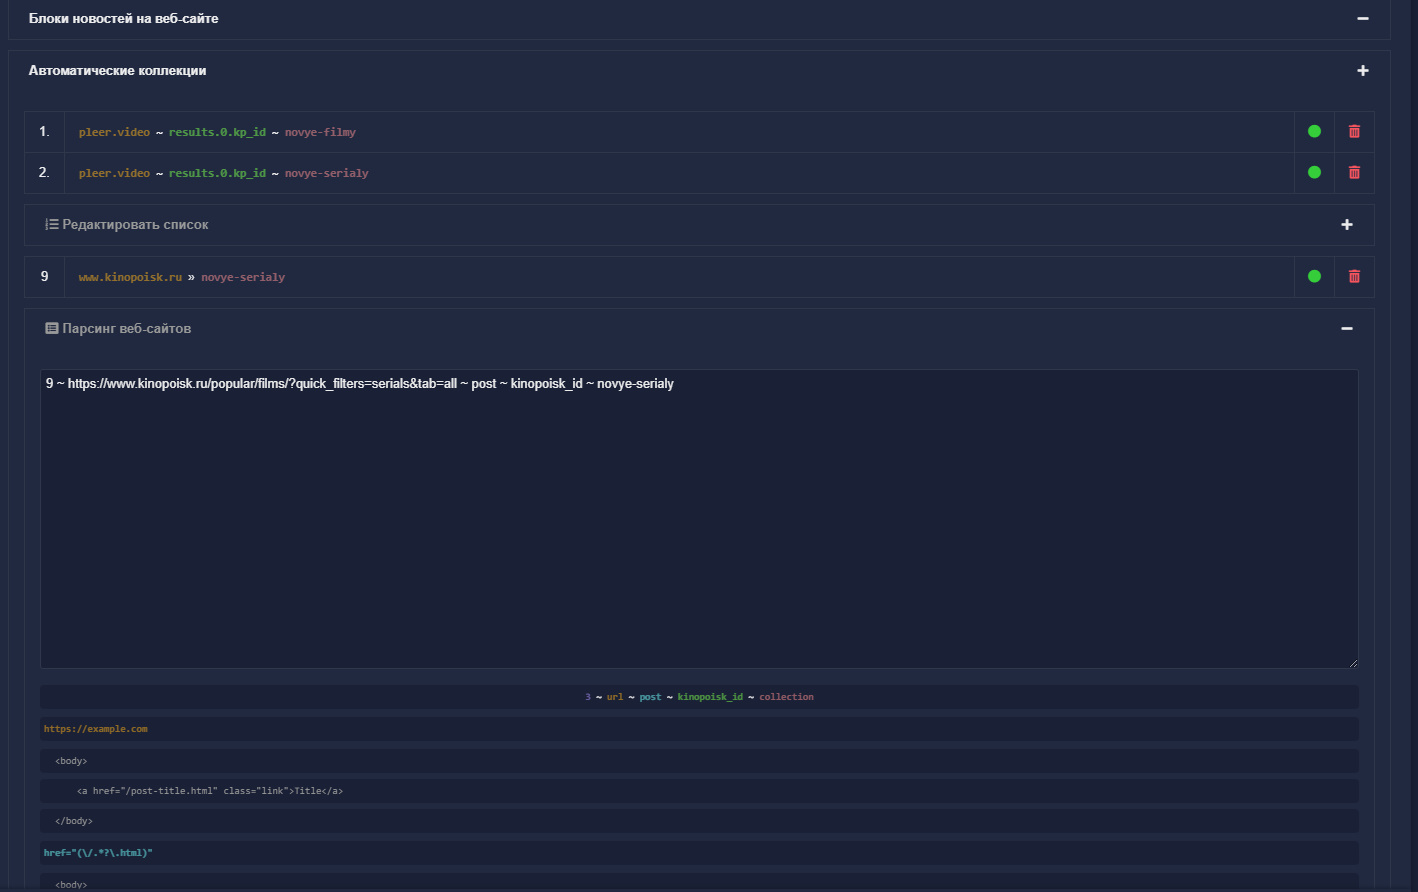 Блоки новостей на веб-сайте
Автоматические коллекции
1. pleer.video ~ results.0.kp_id ~ novye-filmy
2. pleer.video ~ results.0.kp_id ~ novye-serialy
Редактировать список
9 www.kinopoisk.ru » novye-serialy
Парсинг веб-сайтов
9 ~ https://www.kinopoisk.ru/popular/films/?quick_filters=serials&tab=all ~ post ~ kinopoisk_id ~ novye-serialy
3 ~ url ~ post ~ kinopoisk_id ~ collection
https://example.com
<body>
<a href="/post-title.html" class="link">Title</a>
</body>
href="(\/.*?\.html)"
<body>